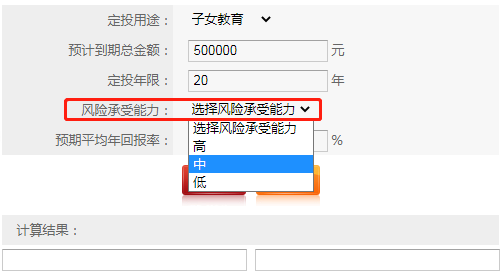 定投用途： 子女教育
预计到期总金额： 500000 元
定投年限： 20 年
风险承受能力： 选择风险承受能力
选择风险承受能力
高
预期平均年回报率： %
中
低
计算结果：